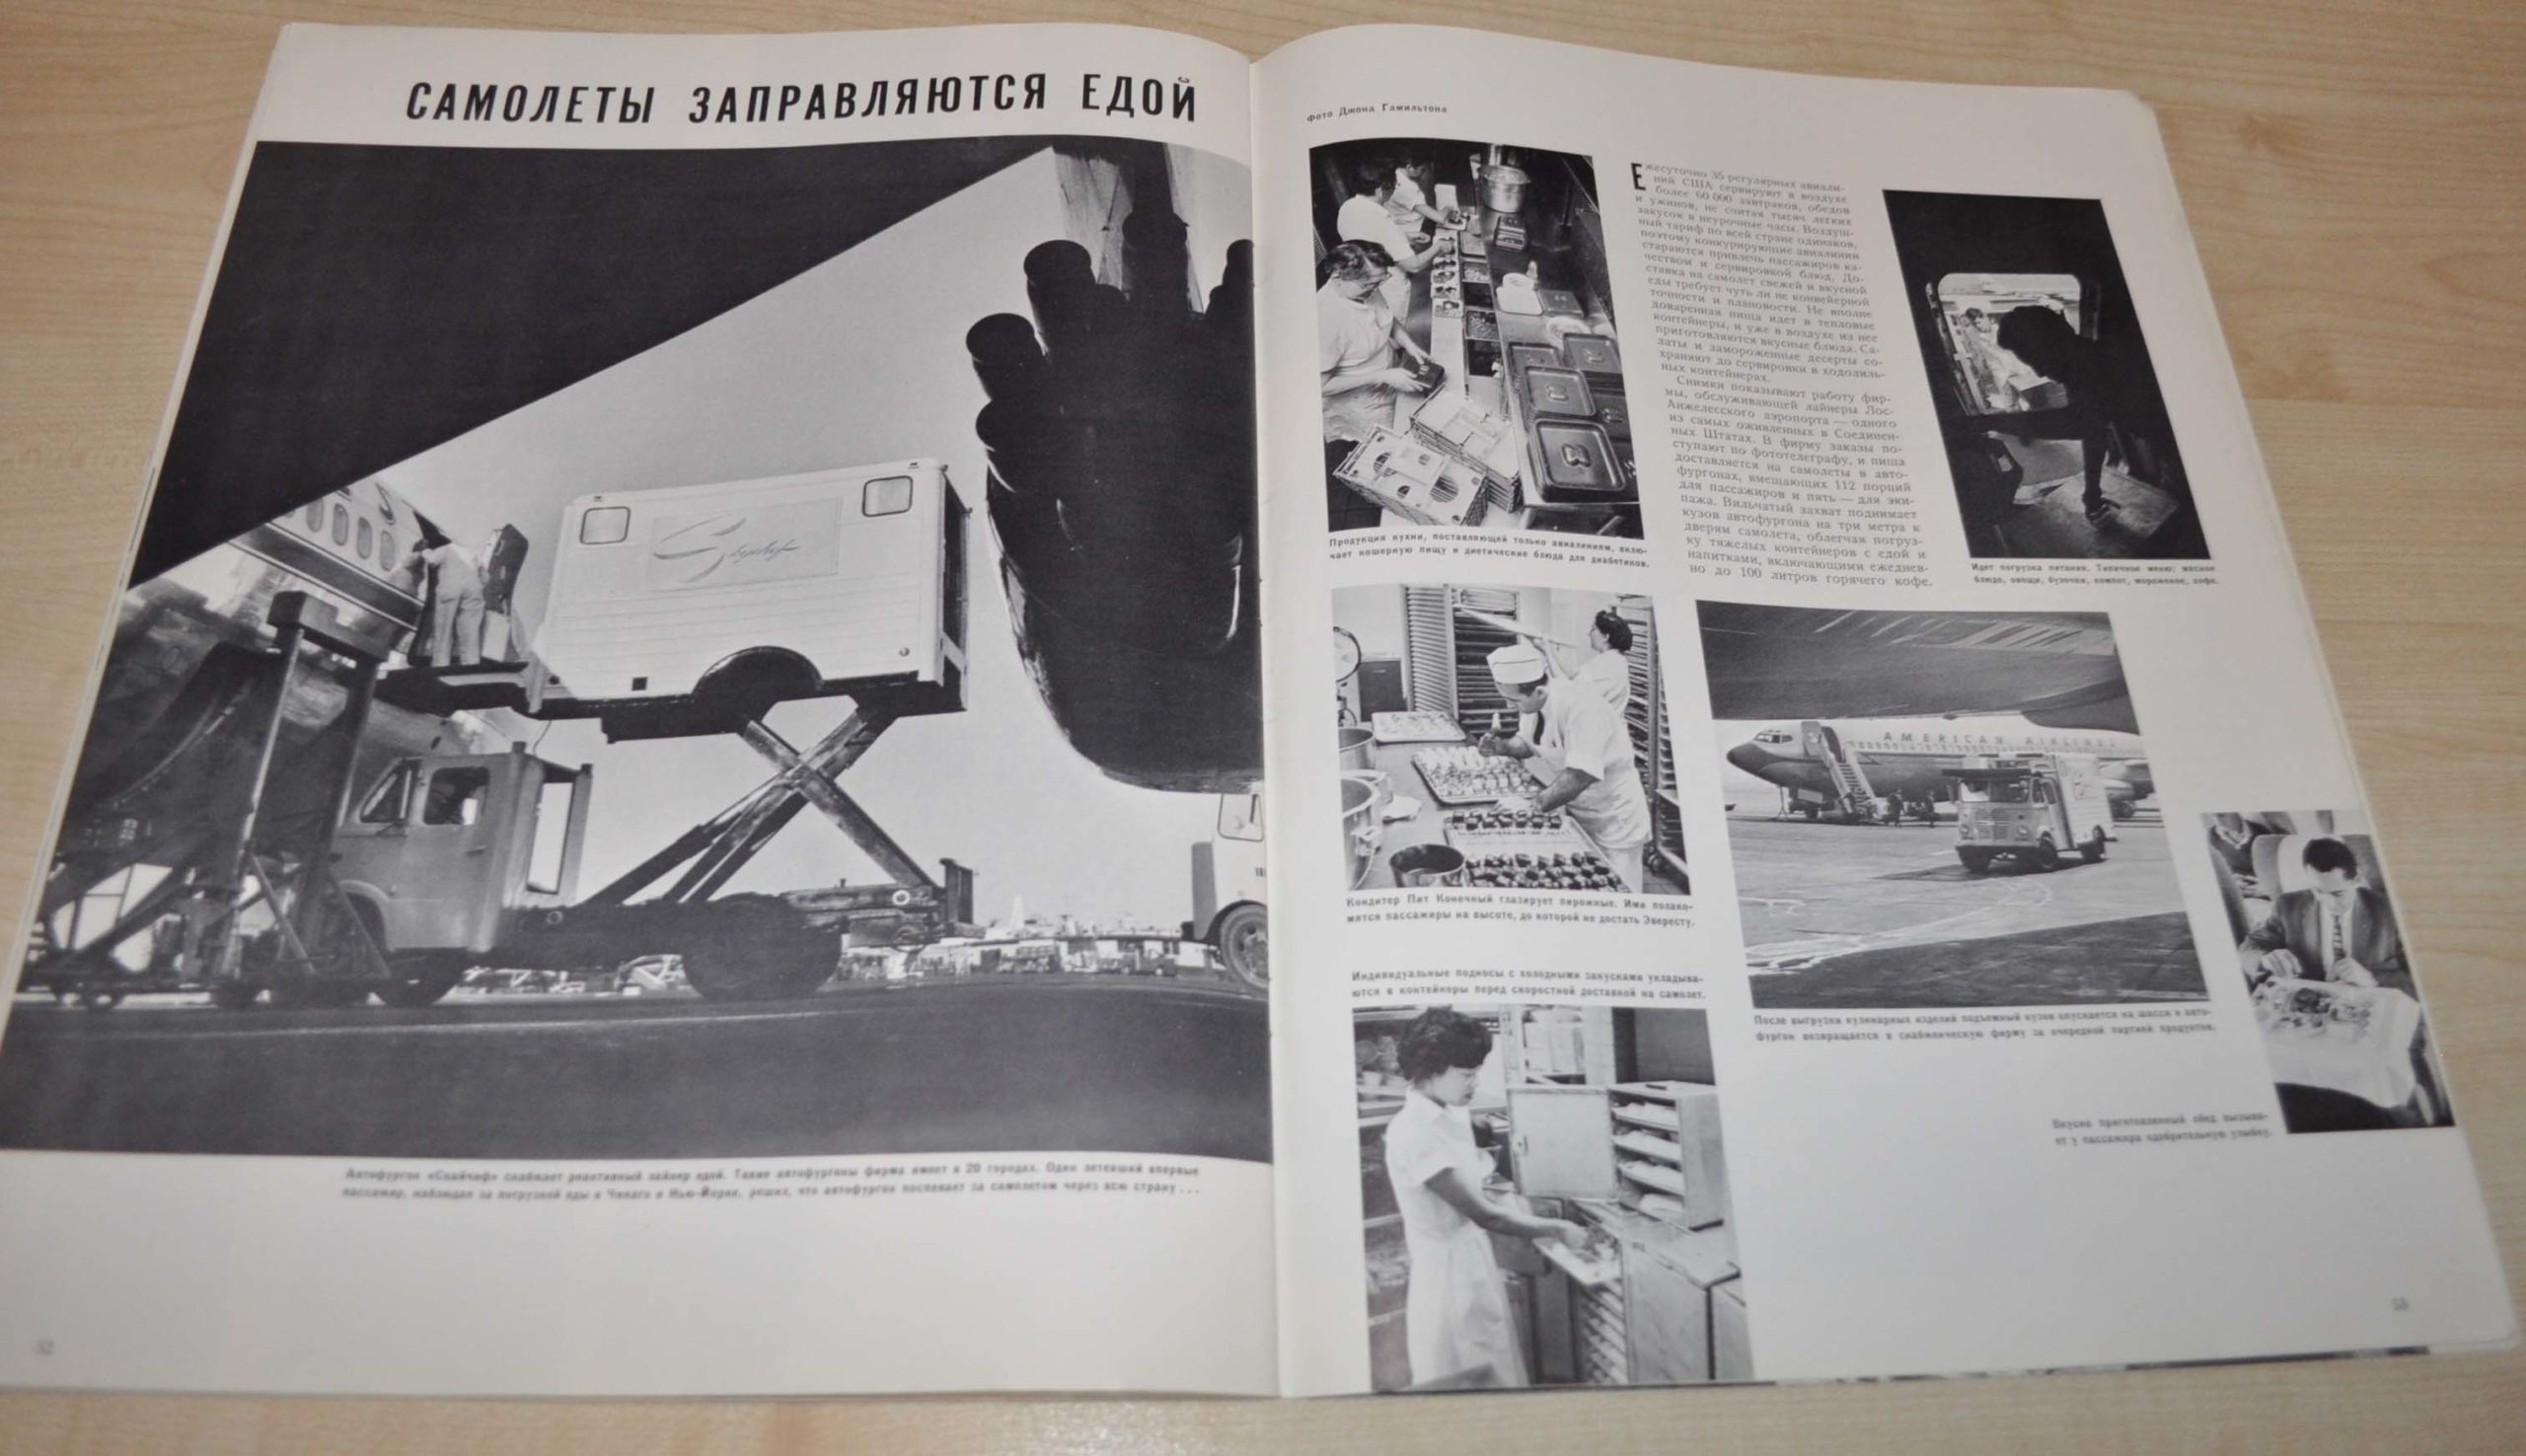 САМОЛЕТЫ ЗАПРАВЛЯЮТСЯ ЕДОЙ
Автофургон «Скайчиф» снабжает реактивный лайнер едой. Такие автофургоны фирма имеет в 20 городах. Один летевший впервые
пассажир, наблюдая за погрузкой еды в Чикаго и Нью-Йорке, решил, что автофургон поспевает за самолетом через всю страну...
52
Фото Джона Гамильтона
Продукция кухни, поставляющей только авиалиниям, вклю-
чает кошерную пищу и диетические блюда для диабетиков.
Ежесуточно 35 регулярных авиали-
ний США сервируют в воздухе
более 60 000 завтраков, обедов
и ужинов, не считая тысяч легких
закусок в неурочные часы. Воздуш-
ный тариф по всей стране одинаков,
поэтому конкурирующие авиалинии
стараются привлечь пассажиров ка-
чеством и сервировкой блюд. До-
ставка на самолет свежей и вкусной
еды требует чуть ли не конвейерной
точности и плановости. Не вполне
доваренная пища идет в тепловые
контейнеры, и уже в воздухе из нее
приготовляются вкусные блюда. Са-
латы и замороженные десерты со-
храняют до сервировки в холодиль-
ных контейнерах.
Снимки показывают работу фир-
мы, обслуживающей лайнеры Лос-
Анжелесского аэропорта — одного
из самых оживленных в Соединен-
ных Штатах. В фирму заказы по-
ступают по фототелеграфу, и пища
доставляется на самолеты в авто-
фургонах, вмещающих 112 порций
для пассажиров и пять — для эки-
пажа. Вильчатый захват поднимает
кузов автофургона на три метра к
дверям самолета, облегчая погруз-
ку тяжелых контейнеров с едой и
напитками, включающими ежеднев-
но до 100 литров горячего кофе.
Идет погрузка питания. Типичное меню: мясное
блюдо, овощи, булочки, компот, мороженое, кофе.
Кондитер Пит Конечный глазирует пирожные. Ими полако-
мятся пассажиры на высоте, до которой не достать Эвересту.
AMERICAN AIRLINES
Индивидуальные подносы с холодными закусками укладыва-
ются в контейнеры перед скоростной доставкой на самолет.
После выгрузки кулинарных изделий подъемный кузов опускается на шасси и авто-
фургон возвращается в снабженческую фирму за очередной партией продуктов.
Вкусно приготовленный обед вызыва-
ет у пассажира одобрительную улыбку.
53